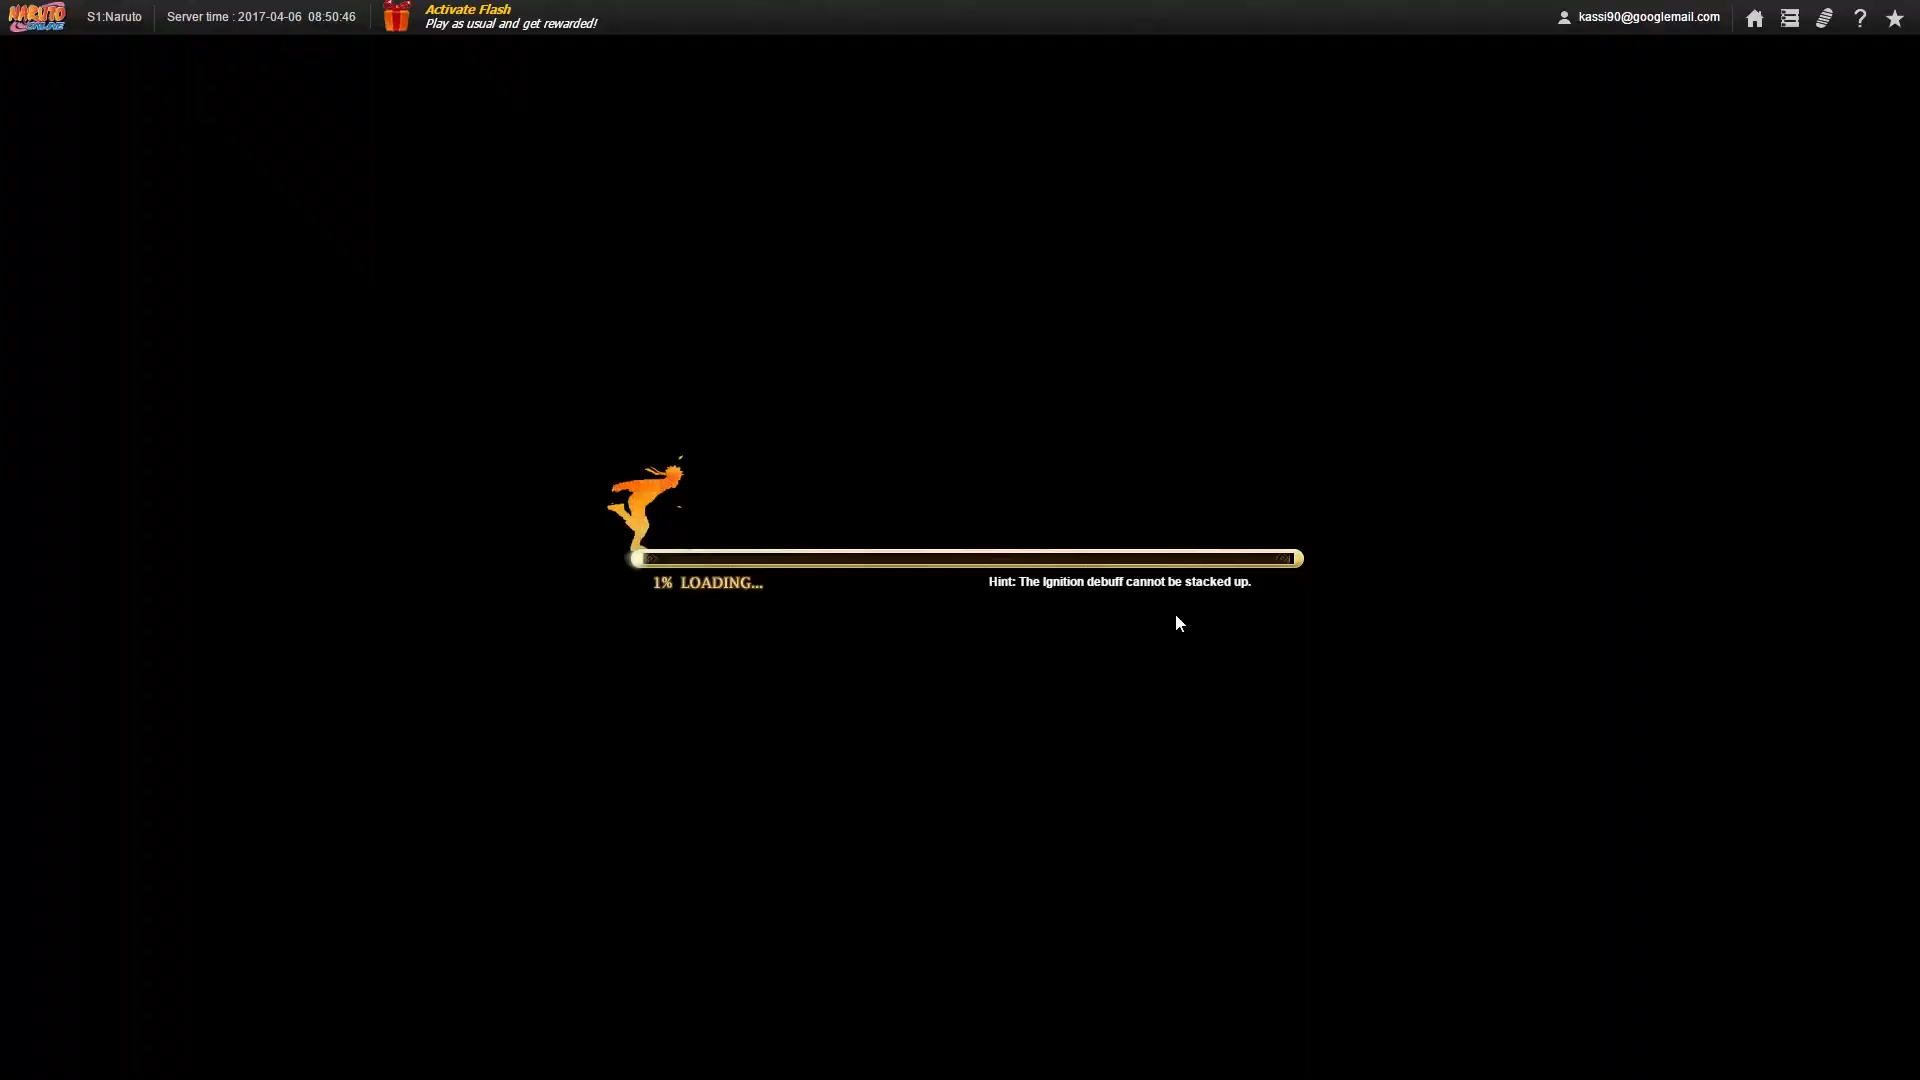 NARUTO
ONLINE
S1:Naruto
Server time : 2017-04-06 08:50:46
Activate Flash
Play as usual and get rewarded!
kassi90@googlemail.com
1% LOADING...
Hint: The Ignition debuff cannot be stacked up.